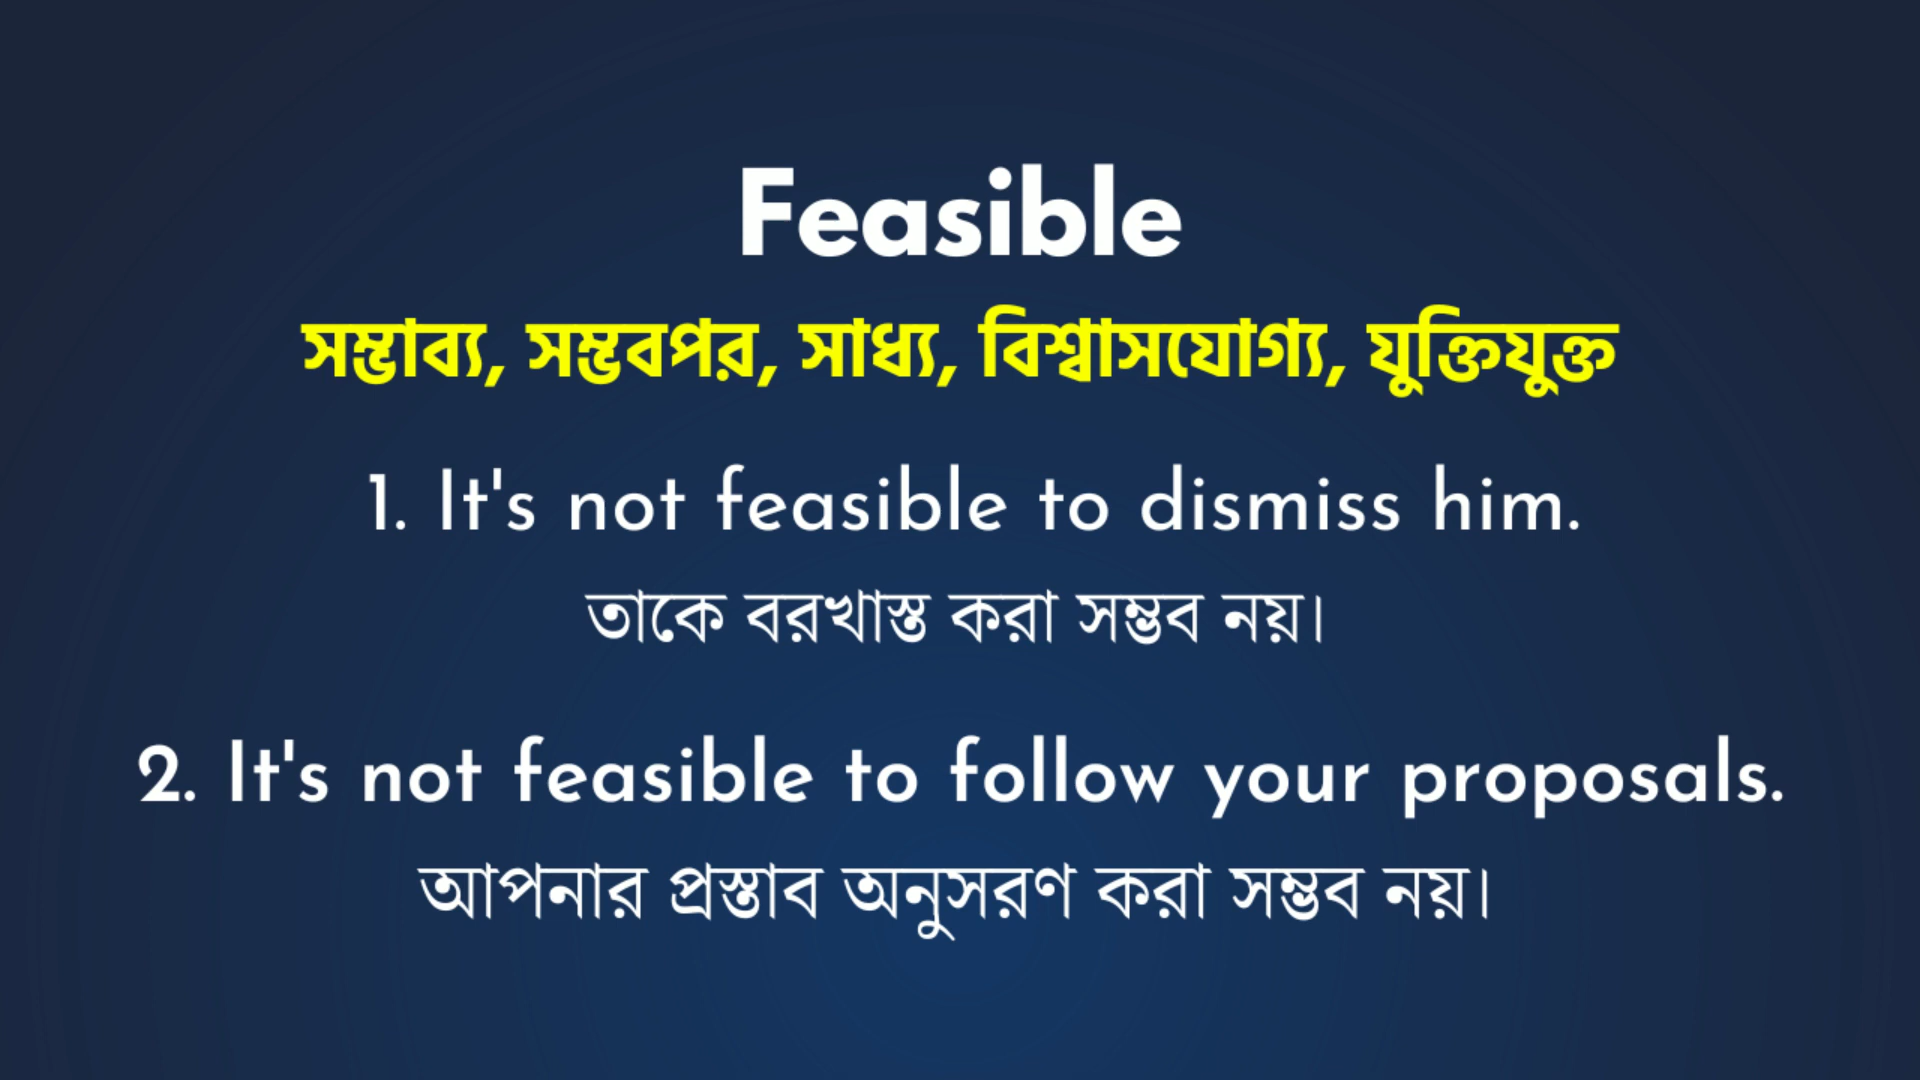 Feasible
সম্ভাব্য, সম্ভবপর, সাধ্য, বিশ্বাসযোগ্য, যুক্তিযুক্ত
1. It's not feasible to dismiss him.
তাকে বরখাস্ত করা সম্ভব নয়।
2. It's not feasible to follow your proposals.
আপনার প্রস্তাব অনুসরণ করা সম্ভব নয়।